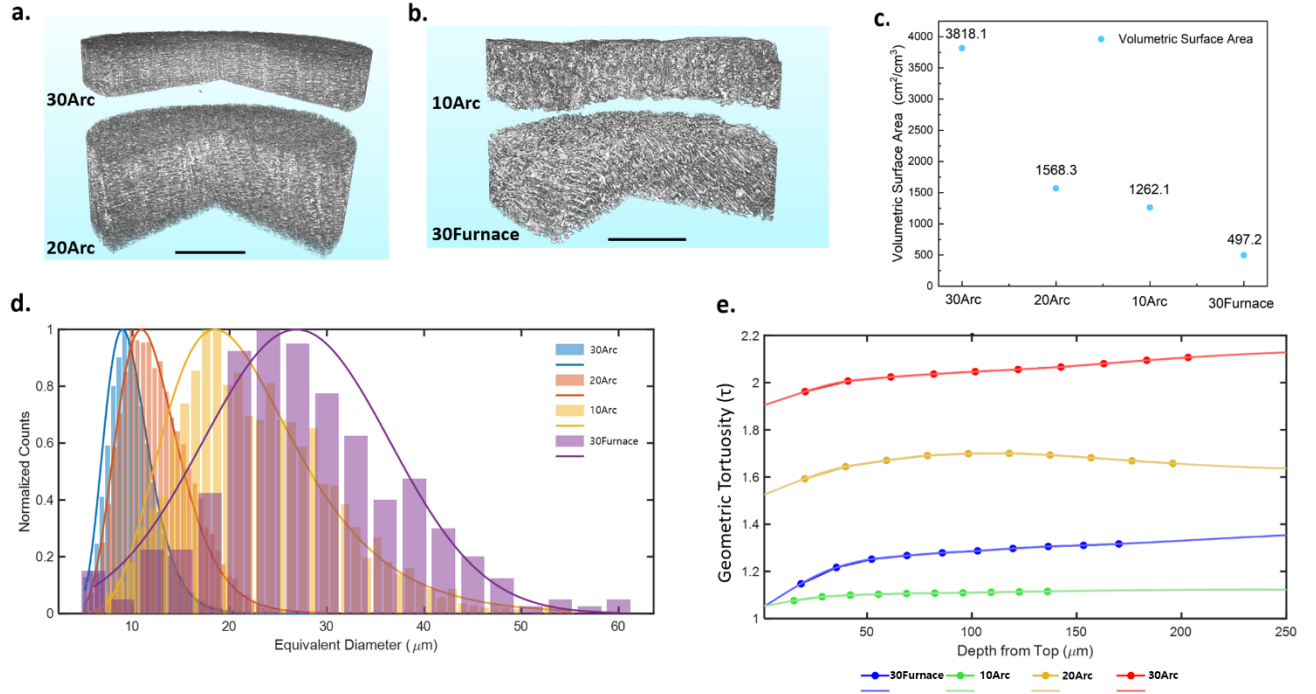 a.
30Arc
20Arc
b.
10Arc
30Furnace
c.
Volumetric Surface Area (cm²/cm³)
4000
3500
3000
2500
2000
1500
1000
500
0
3818.1
1568.3
1262.1
497.2
Volumetric Surface Area
30Arc 20Arc 10Arc 30Furnace
d.
Normalized Counts
1
0.8
0.6
0.4
0.2
0
30Arc
20Arc
10Arc
30Furnace
10 20 30 40 50 60
Equivalent Diameter (μm)
e.
Geometric Tortuosity (τ)
2.2
2
1.8
1.6
1.4
1.2
1
50 100 150 200 250
Depth from Top (μm)
30Furnace 10Arc 20Arc 30Arc